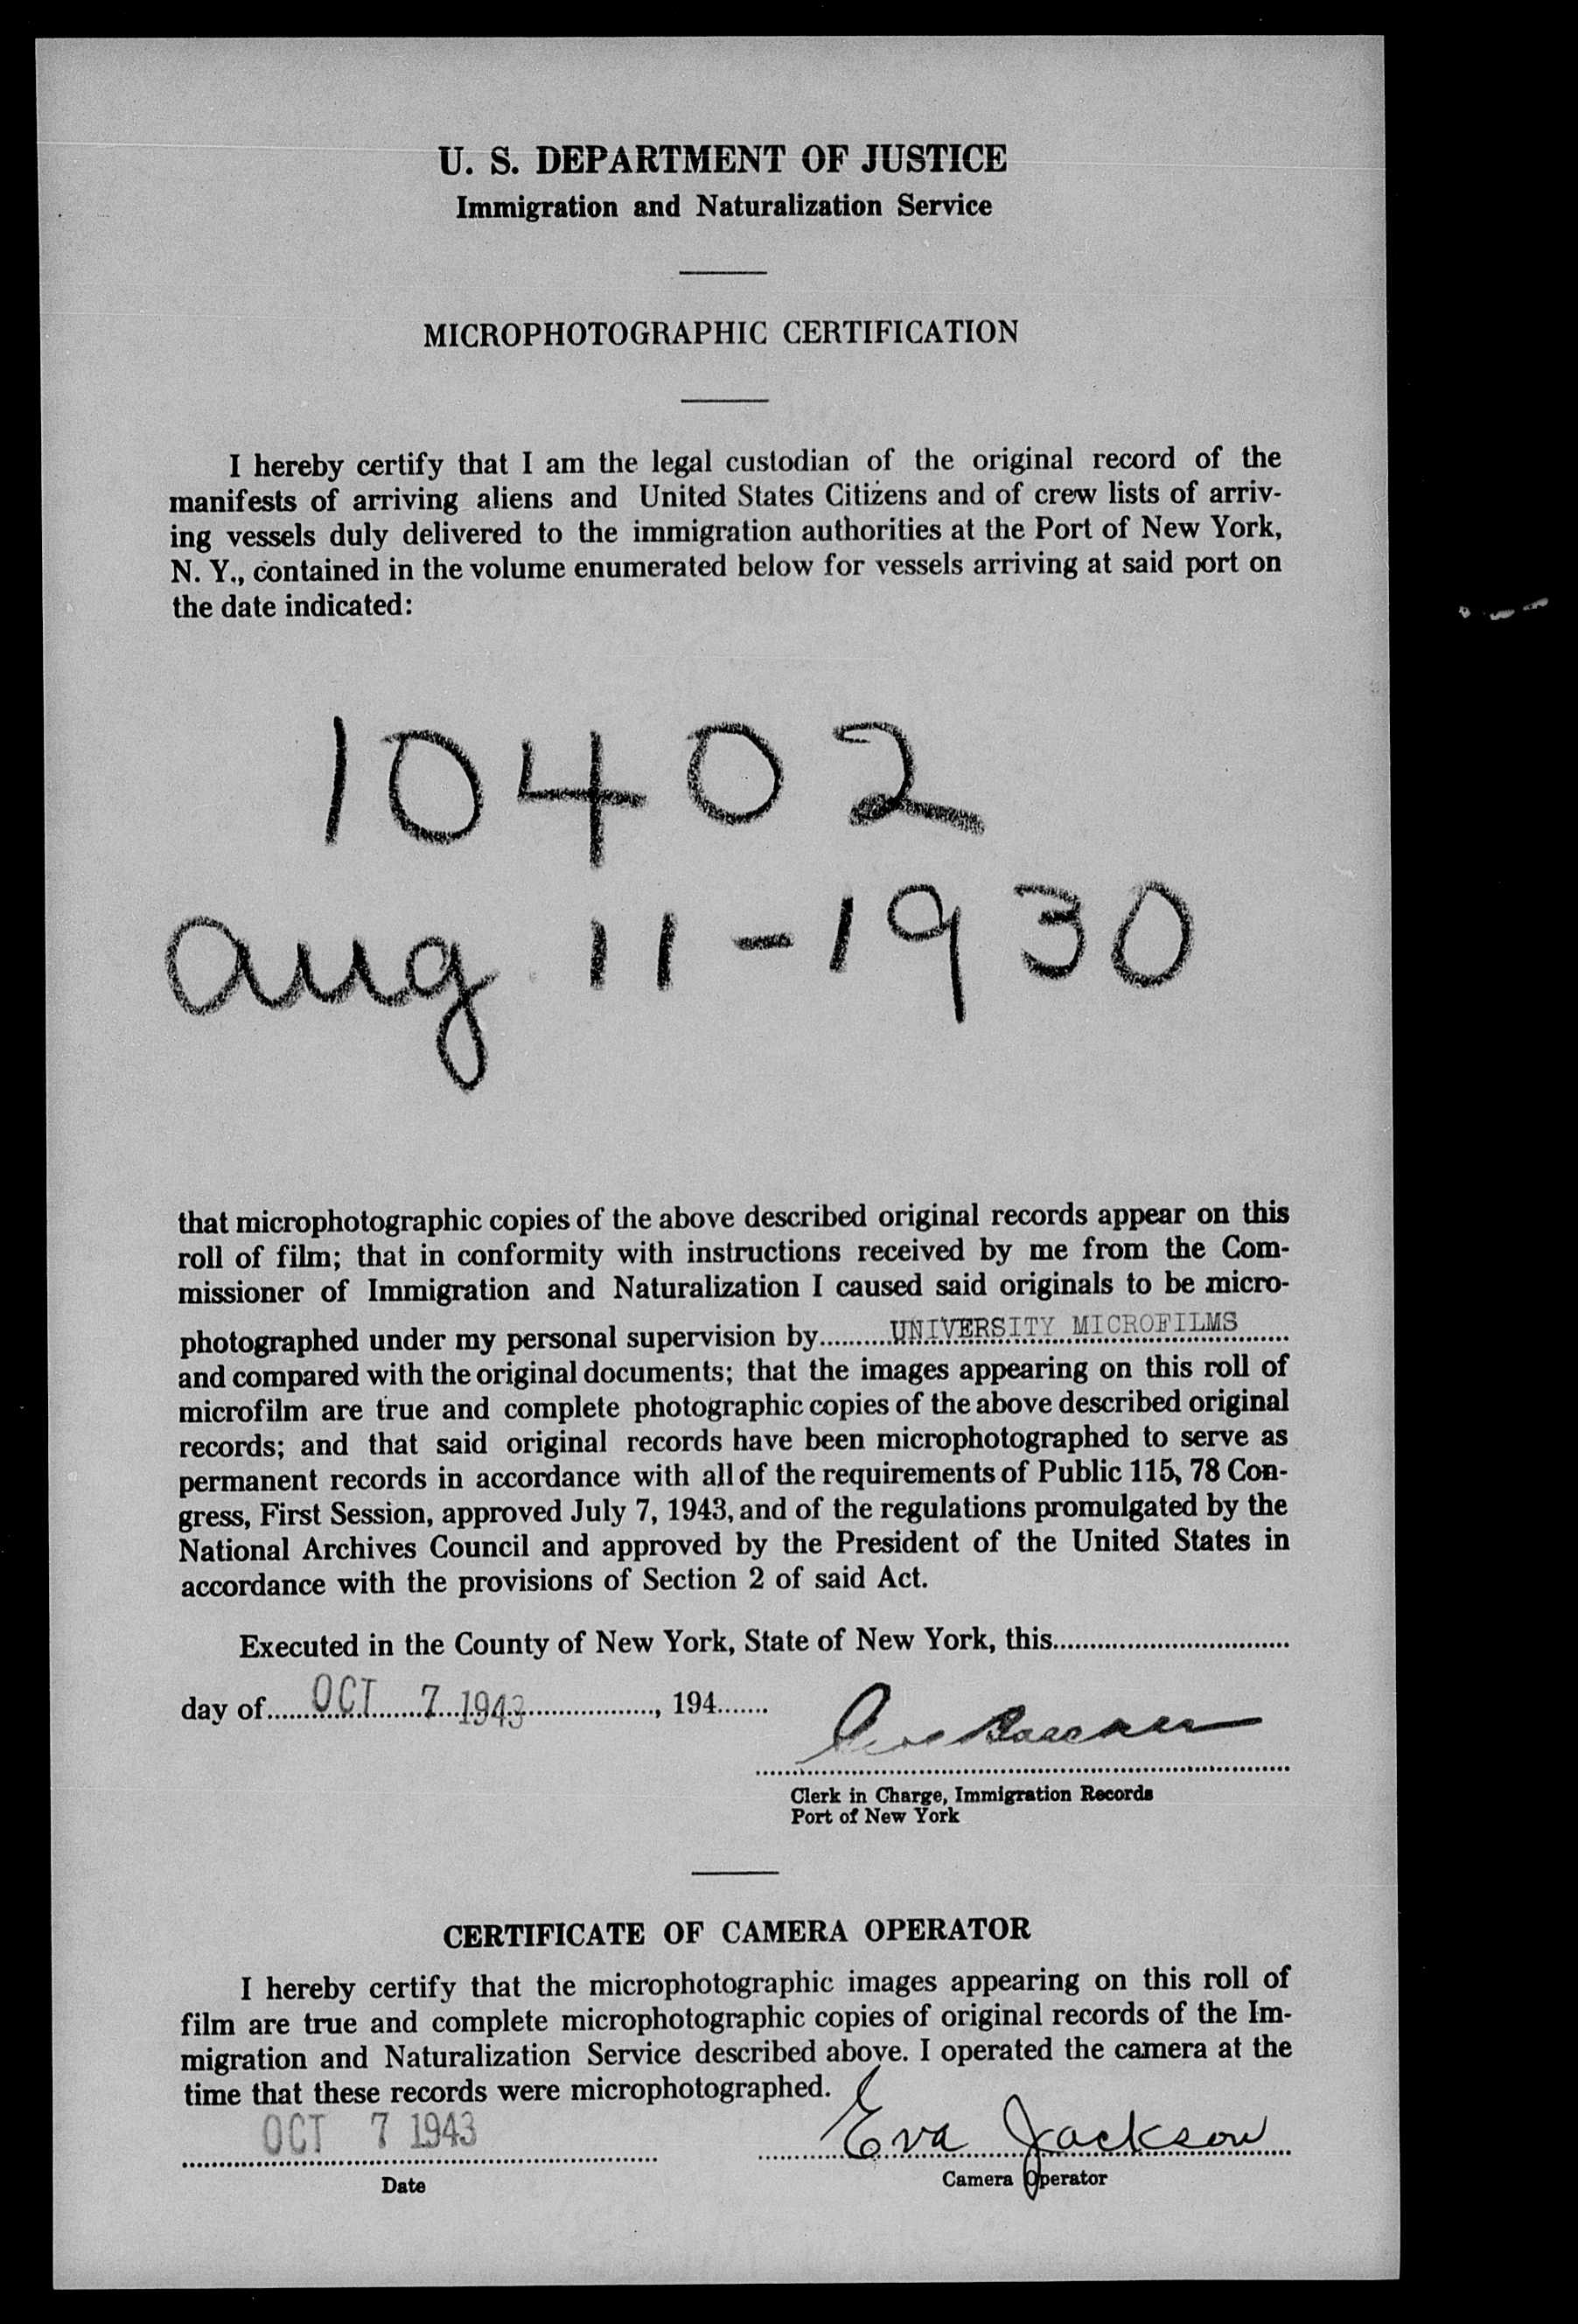 U. S. DEPARTMENT OF JUSTICE
Immigration and Naturalization Service
MICROPHOTOGRAPHIC CERTIFICATION
I hereby certify that I am the legal custodian of the original record of the
manifests of arriving aliens and United States Citizens and of crew lists of arriv-
ing vessels duly delivered to the immigration authorities at the Port of New York,
N. Y., contained in the volume enumerated below for vessels arriving at said port on
the date indicated:
10402
Aug 11-1930
that microphotographic copies of the above described original records appear on this
roll of film; that in conformity with instructions received by me from the Com-
missioner of Immigration and Naturalization I caused said originals to be micro-
photographed under my personal supervision by UNIVERSITY MICROFILMS
and compared with the original documents; that the images appearing on this roll of
microfilm are true and complete photographic copies of the above described original
records; and that said original records have been microphotographed to serve as
permanent records in accordance with all of the requirements of Public 115, 78 Con-
gress, First Session, approved July 7, 1943, and of the regulations promulgated by the
National Archives Council and approved by the President of the United States in
accordance with the provisions of Section 2 of said Act.
Executed in the County of New York, State of New York, this
day of OCT 7 1943, 194
Clerk in Charge, Immigration Records
Port of New York
CERTIFICATE OF CAMERA OPERATOR
I hereby certify that the microphotographic images appearing on this roll of
film are true and complete microphotographic copies of original records of the Im-
migration and Naturalization Service described above. I operated the camera at the
time that these records were microphotographed.
OCT 7 1943 Eva Jackson
Date Camera Operator